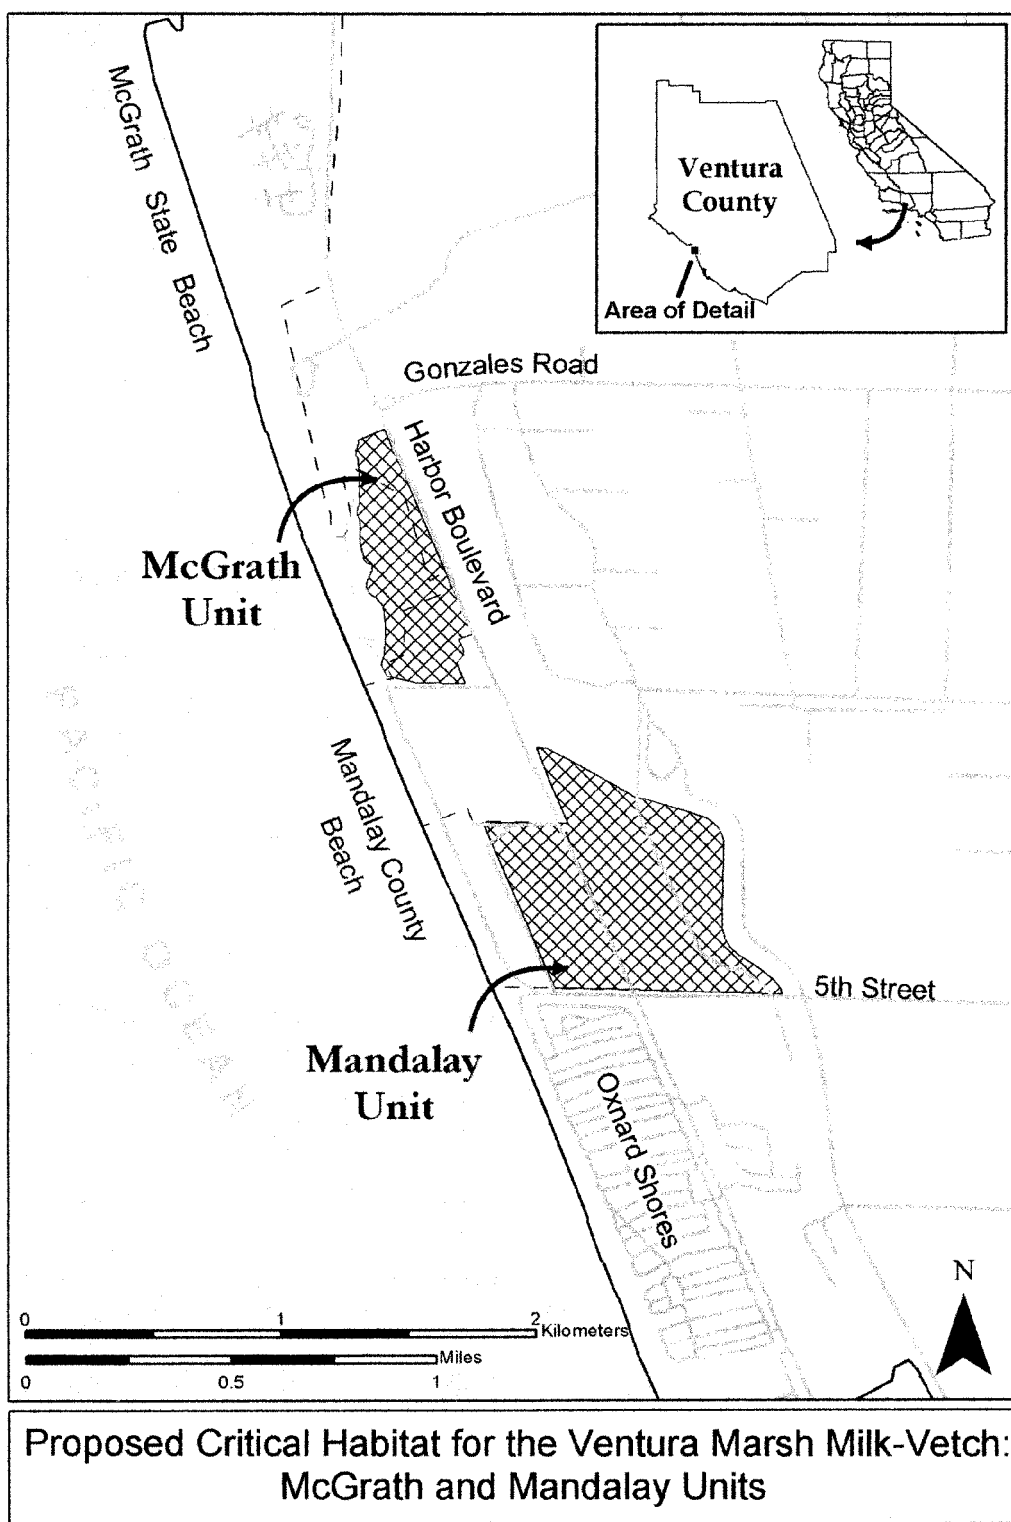 McGrath State Beach
Ventura
County
Area of Detail
Gonzales Road
Harbor Boulevard
McGrath
Unit
PACIFIC OCEAN
Mandalay County
Beach
5th Street
Mandalay
Unit
Oxnard Shores
N
0 1 2
Kilometers
Miles
0 0.5 1
Proposed Critical Habitat for the Ventura Marsh Milk-Vetch:
McGrath and Mandalay Units